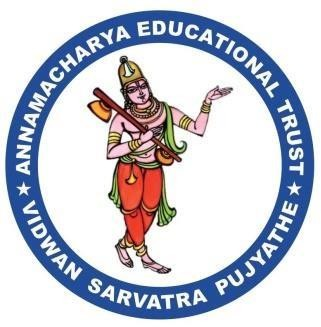 ANNAMACHARYA EDUCATIONAL TRUST
VIDWAN SARVATRA PUJYATHE